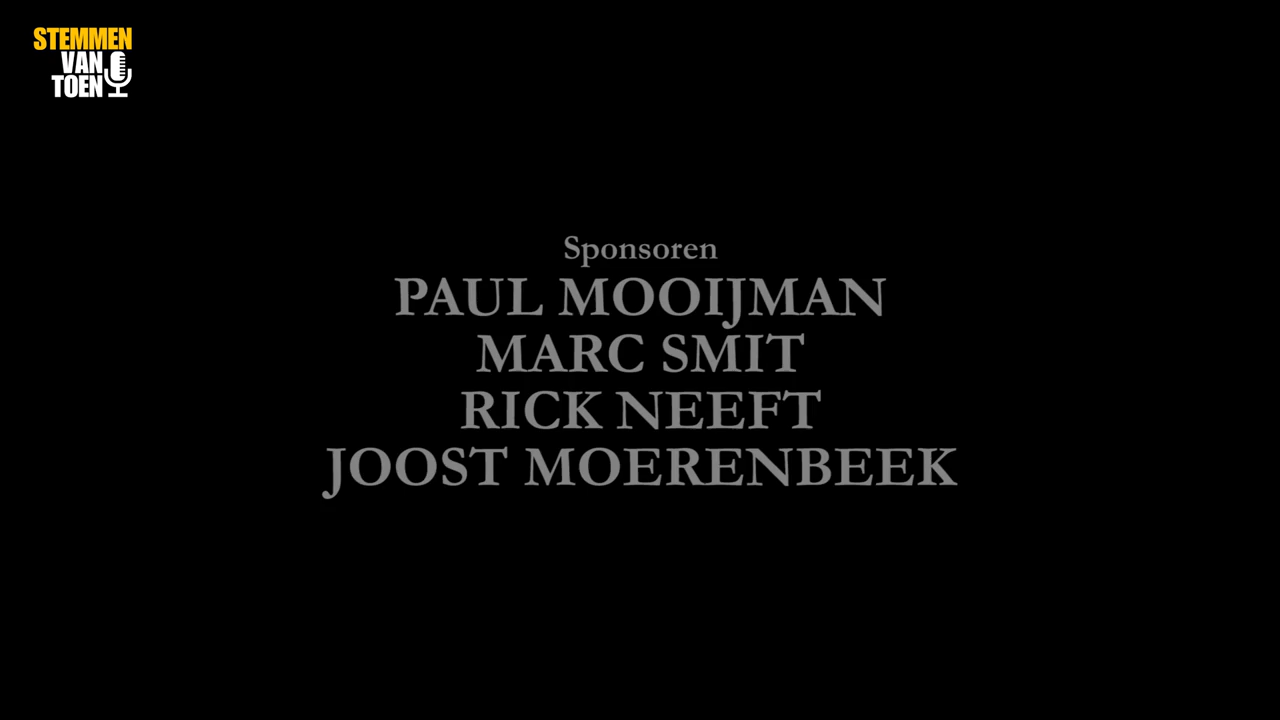 STEMMEN
VAN
TOEN
Sponsoren
PAUL MOOIJMAN
MARC SMIT
RICK NEEFT
JOOST MOERENBEEK